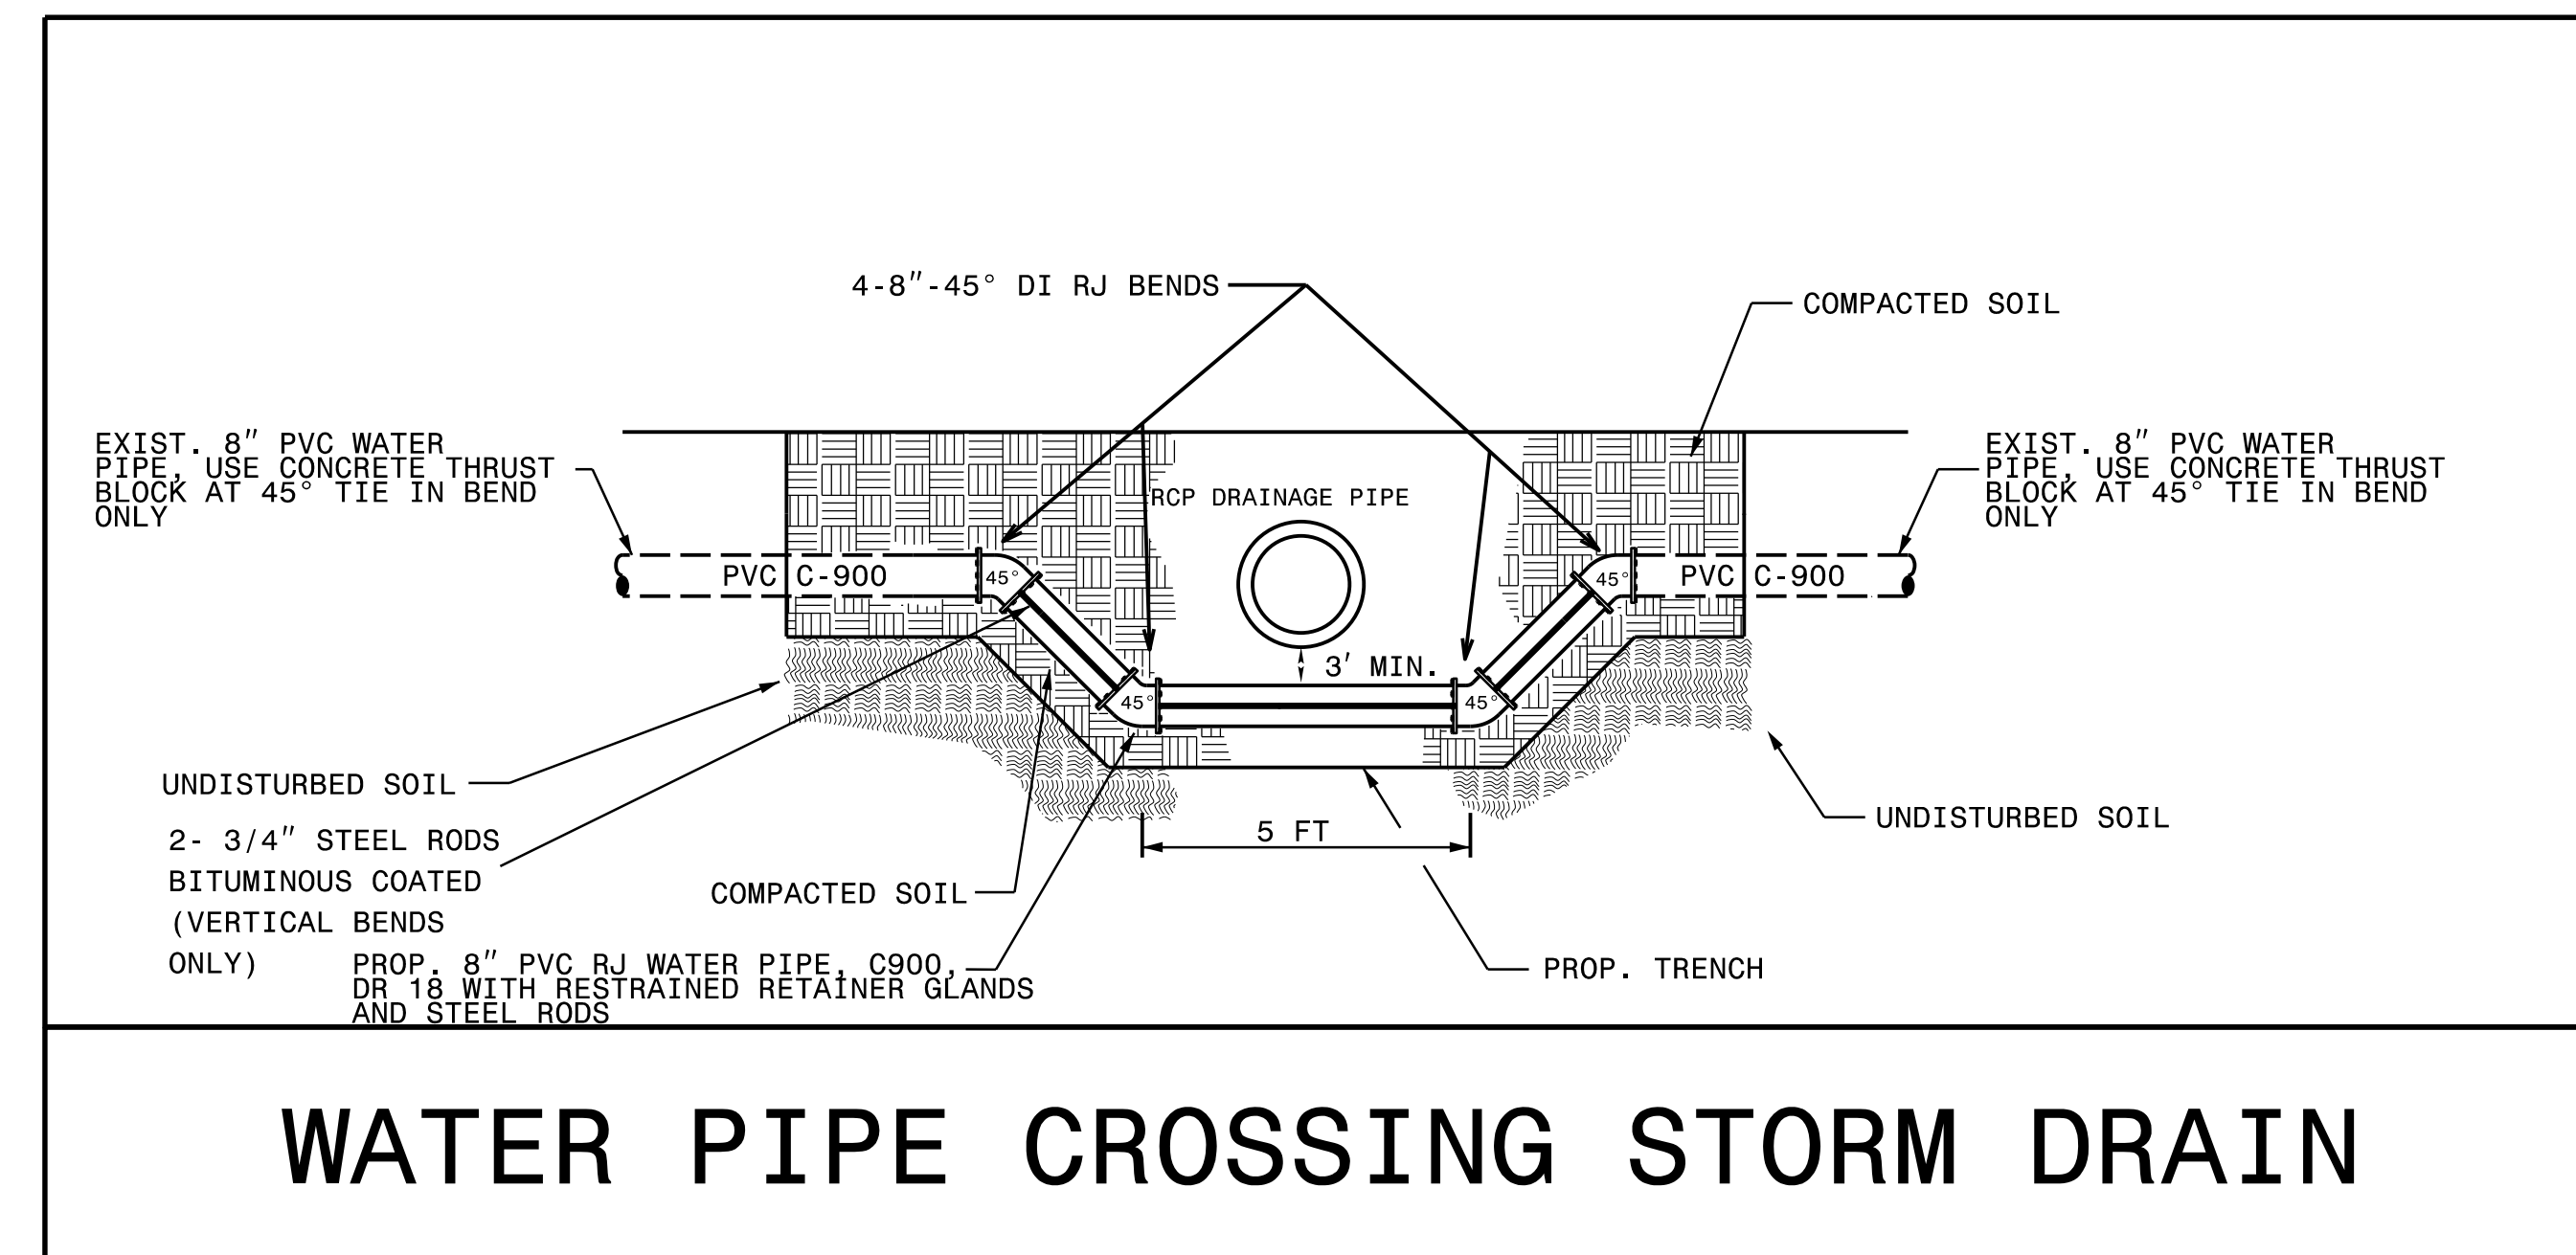 4-8"-45° DI RJ BENDS
COMPACTED SOIL
EXIST. 8" PVC WATER
PIPE, USE CONCRETE THRUST
BLOCK AT 45° TIE IN BEND
ONLY
EXIST. 8" PVC WATER
PIPE, USE CONCRETE THRUST
BLOCK AT 45° TIE IN BEND
ONLY
RCP DRAINAGE PIPE
PVC C-900
45°
45°
PVC C-900
3' MIN.
45°
45°
UNDISTURBED SOIL
5 FT
UNDISTURBED SOIL
2- 3/4" STEEL RODS
BITUMINOUS COATED
(VERTICAL BENDS
ONLY)
COMPACTED SOIL
PROP. 8" PVC RJ WATER PIPE, C900,
DR 18 WITH RESTRAINED RETAINER GLANDS
AND STEEL RODS
PROP. TRENCH
WATER PIPE CROSSING STORM DRAIN